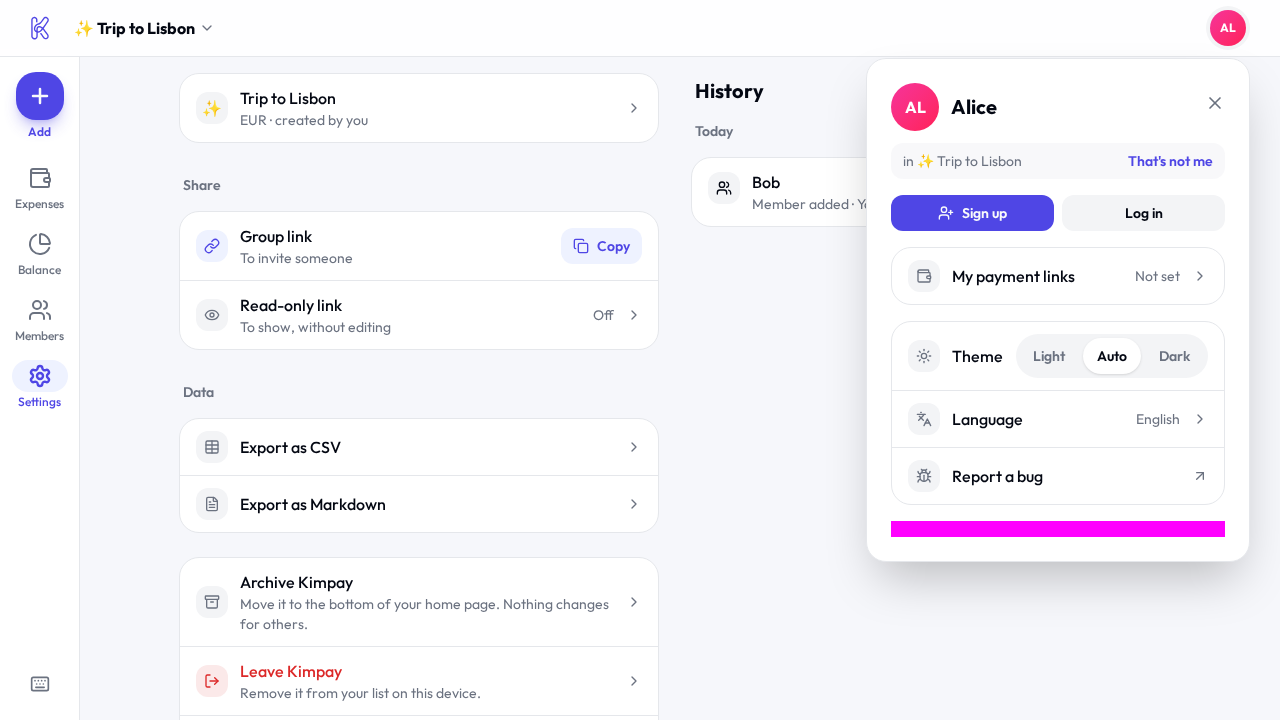 ✨ Trip to Lisbon
AL
Add
Expenses
Balance
Members
Settings
✨
Trip to Lisbon
EUR · created by you
Share
Group link
To invite someone
Copy
Read-only link
To show, without editing
Off
Data
Export as CSV
Export as Markdown
Archive Kimpay
Move it to the bottom of your home page. Nothing changes
for others.
Leave Kimpay
Remove it from your list on this device.
History
Today
Bob
Member added ·
AL
Alice
in ✨ Trip to Lisbon
That's not me
Sign up
Log in
My payment links
Not set
Theme
Light
Auto
Dark
Language
English
Report a bug